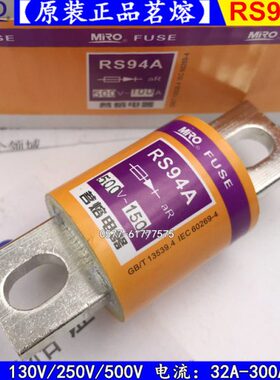 【原装正品茗熔】 RS9
MiRO FUSE
RS94A
aR
500V-150A
茗熔电器
MiRO FUSE
RS94A
aR
500V-150A
茗熔电器
GB/T 13539.4 IEC 60269-4
130V/250V/500V 电流：32A-300A